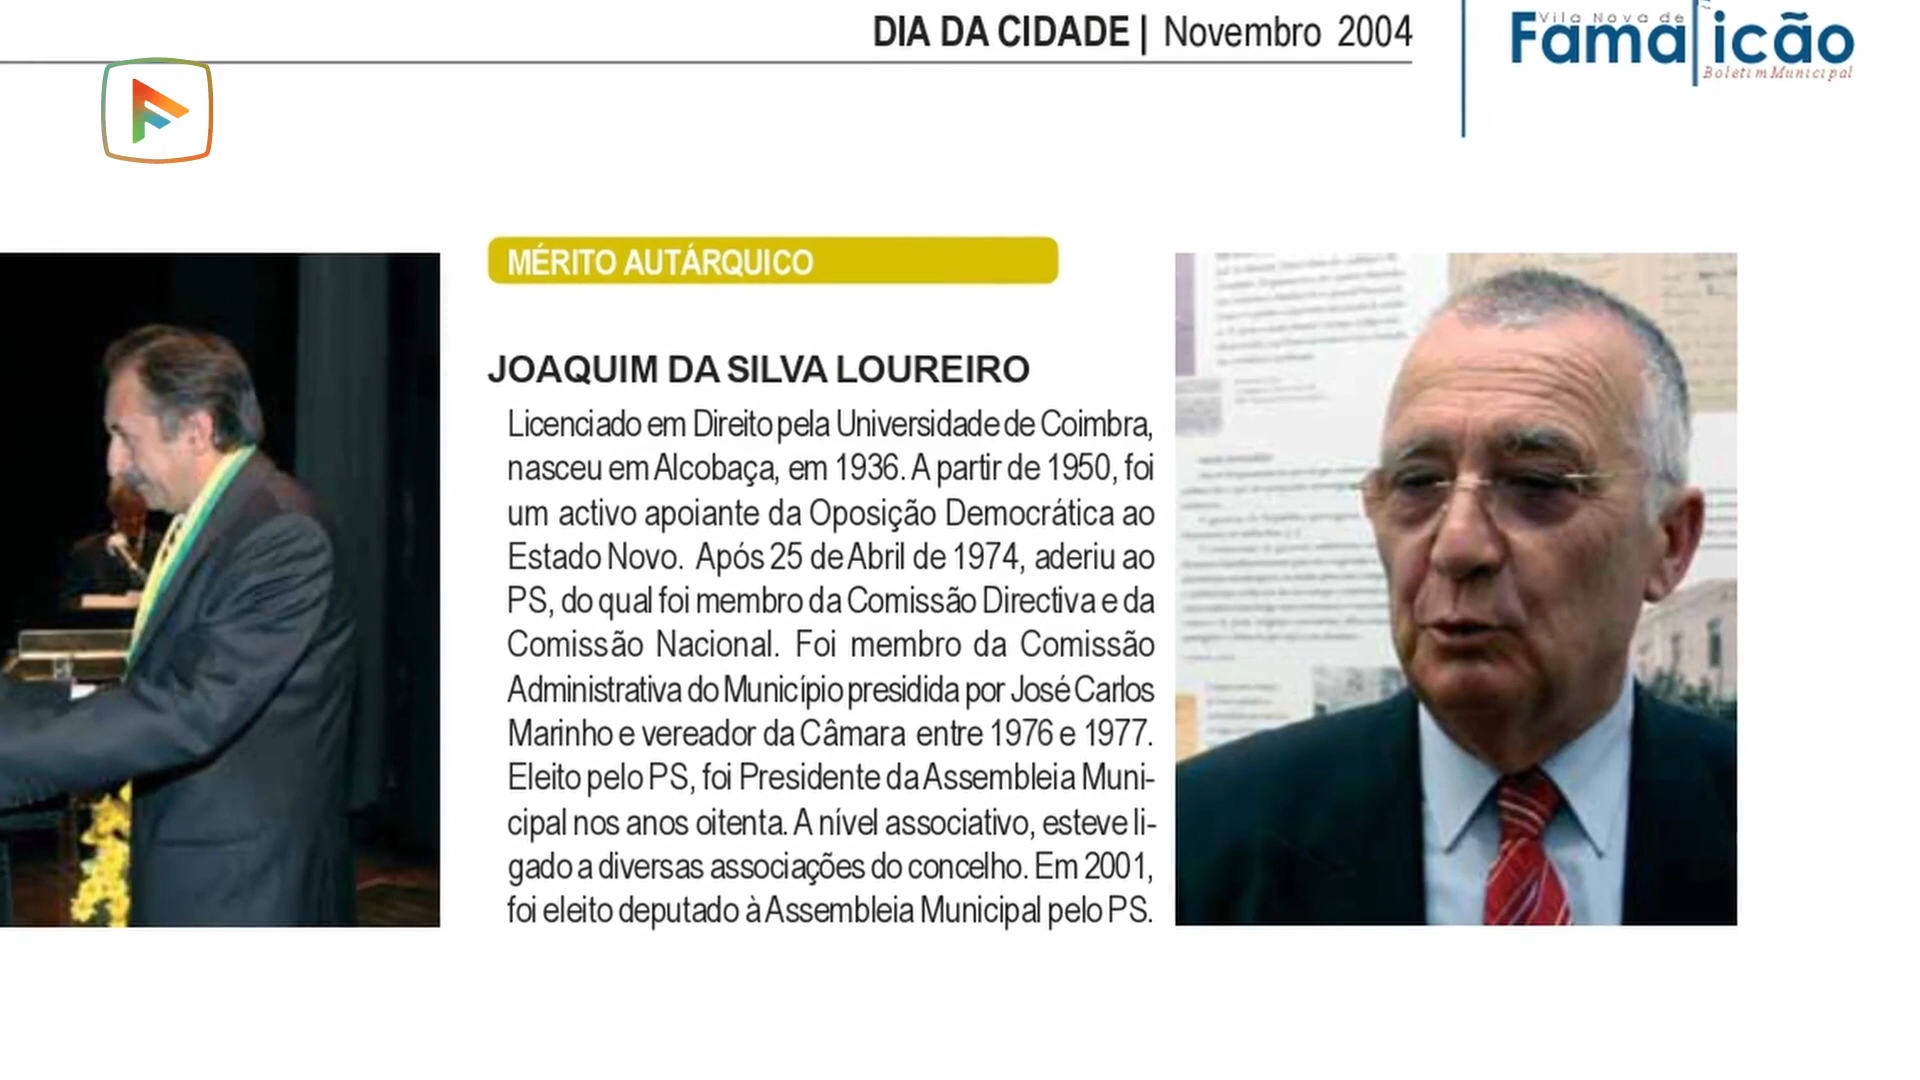 DIA DA CIDADE | Novembro 2004
Vila Nova de
Famalicão
Boletim Municipal
MÉRITO AUTÁRQUICO
JOAQUIM DA SILVA LOUREIRO
Licenciado em Direito pela Universidade de Coimbra,
nasceu em Alcobaça, em 1936. A partir de 1950, foi
um activo apoiante da Oposição Democrática ao
Estado Novo. Após 25 de Abril de 1974, aderiu ao
PS, do qual foi membro da Comissão Directiva e da
Comissão Nacional. Foi membro da Comissão
Administrativa do Município presidida por José Carlos
Marinho e vereador da Câmara entre 1976 e 1977.
Eleito pelo PS, foi Presidente da Assembleia Muni-
cipal nos anos oitenta. A nível associativo, esteve li-
gado a diversas associações do concelho. Em 2001,
foi eleito deputado à Assembleia Municipal pelo PS.